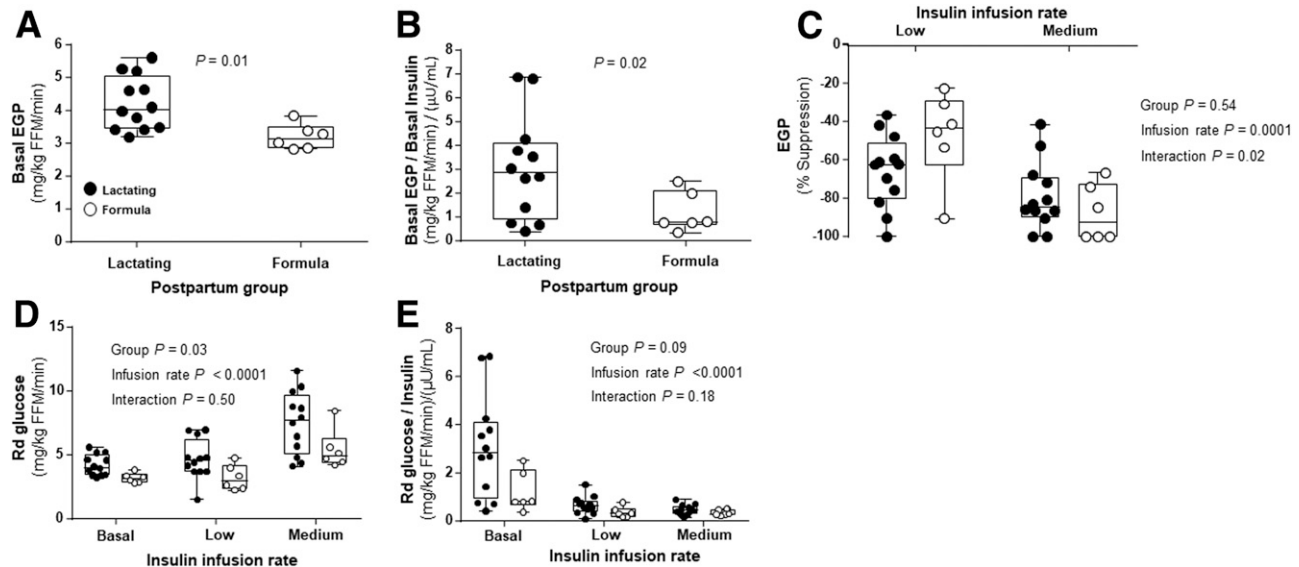 A
Basal EGP
(mg/kg FFM/min)
6
5
4
3
2
1
0
P = 0.01
Lactating
Formula
Lactating
Formula
Postpartum group
B
Basal EGP / Basal Insulin
(mg/kg FFM/min) / (µU/mL)
8
7
6
5
4
3
2
1
0
P = 0.02
Lactating
Formula
Postpartum group
C
Insulin infusion rate
Low
Medium
EGP
(% Suppression)
0
-20
-40
-60
-80
-100
Group P = 0.54
Infusion rate P = 0.0001
Interaction P = 0.02
D
Rd glucose
(mg/kg FFM/min)
15
10
5
0
Group P = 0.03
Infusion rate P < 0.0001
Interaction P = 0.50
Basal
Low
Medium
Insulin infusion rate
E
Rd glucose / Insulin
(mg/kg FFM/min)/(µU/mL)
8
6
4
2
0
Group P = 0.09
Infusion rate P <0.0001
Interaction P = 0.18
Basal
Low
Medium
Insulin infusion rate